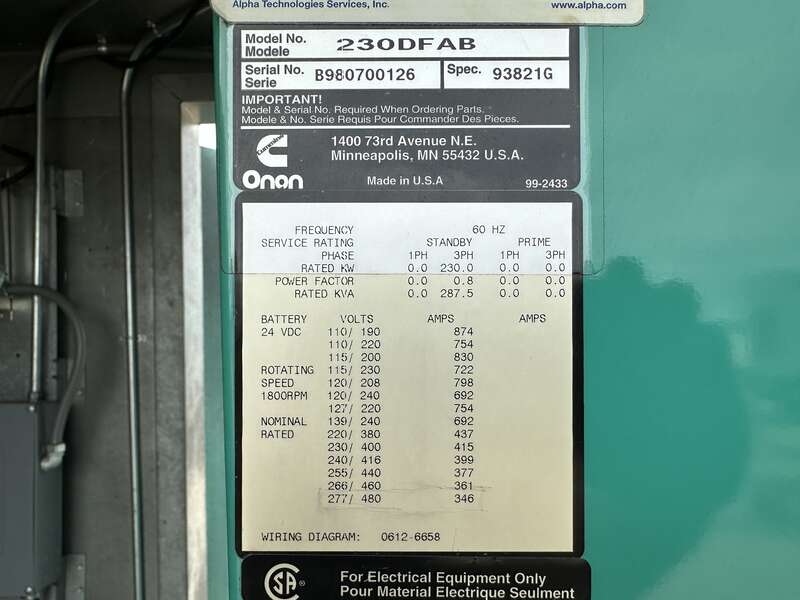 Alpha Technologies Services, Inc. www.alpha.com
Model No.
Modele 230DFAB
Serial No.
Serie B980700126 Spec. 93821G
IMPORTANT!
Model & Serial No. Required When Ordering Parts.
Modele & No. Serie Requis Pour Commander Des Pieces.
Cummins
Onan
1400 73rd Avenue N.E.
Minneapolis, MN 55432 U.S.A.
Made in U.S.A 99-2433
FREQUENCY 60 HZ
SERVICE RATING STANDBY PRIME
PHASE 1PH 3PH 1PH 3PH
RATED KW 0.0 230.0 0.0 0.0
POWER FACTOR 0.0 0.8 0.0 0.0
RATED KVA 0.0 287.5 0.0 0.0
BATTERY VOLTS AMPS AMPS
24 VDC 110/ 190 874
110/ 220 754
115/ 200 830
ROTATING 115/ 230 722
SPEED 120/ 208 798
1800RPM 120/ 240 692
127/ 220 754
NOMINAL 139/ 240 692
RATED 220/ 380 437
230/ 400 415
240/ 416 399
255/ 440 377
266/ 460 361
277/ 480 346
WIRING DIAGRAM: 0612-6658
CSA
For Electrical Equipment Only
Pour Material Electrique Seulment